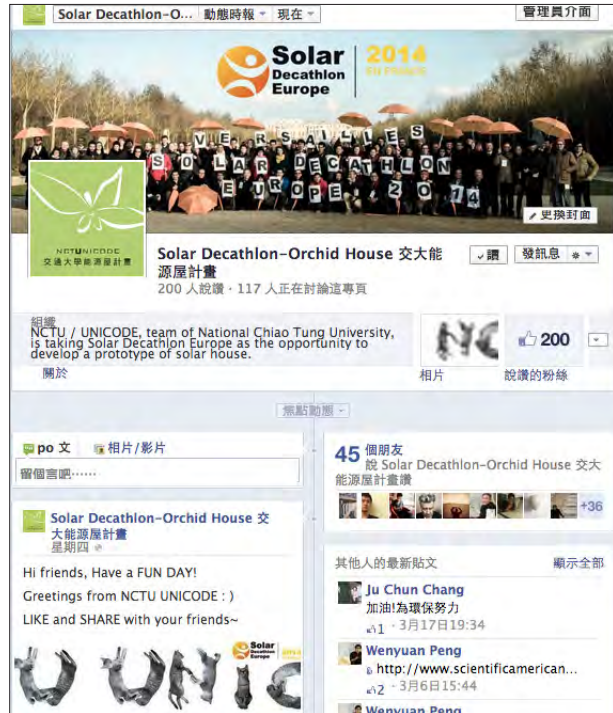 Solar Decathlon-O... 動態時報 現在 管理員介面
Solar
Decathlon
Europe
2014
EN FRANCE
VERSAILLES
SOLAR DECATHLON
EUROPE 2014
更換封面
NCTUNICODE
交通大學能源屋計畫
Solar Decathlon-Orchid House 交大能
源屋計畫
讚 發訊息
200 人說讚 · 117 人正在討論這專頁
組織
NCTU / UNICODE, team of National Chiao Tung University,
is taking Solar Decathlon Europe as the opportunity to
develop a prototype of solar house.
關於
NC
200
相片
說讚的粉絲
焦點動態
po 文 相片/影片
留個言吧……
Solar Decathlon-Orchid House 交
大能源屋計畫
星期四
Hi friends, Have a FUN DAY!
Greetings from NCTU UNICODE : )
LIKE and SHARE with your friends~
Solar
Decathlon
Europe
U UNIC
45 個朋友
說 Solar Decathlon-Orchid House 交大
能源屋計畫讚
+36
其他人的最新貼文 顯示全部
Ju Chun Chang
加油!為環保努力
1 · 3月17日19:34
Wenyuan Peng
http://www.scientificamerican...
2 · 3月6日15:44
Wenyuan Peng